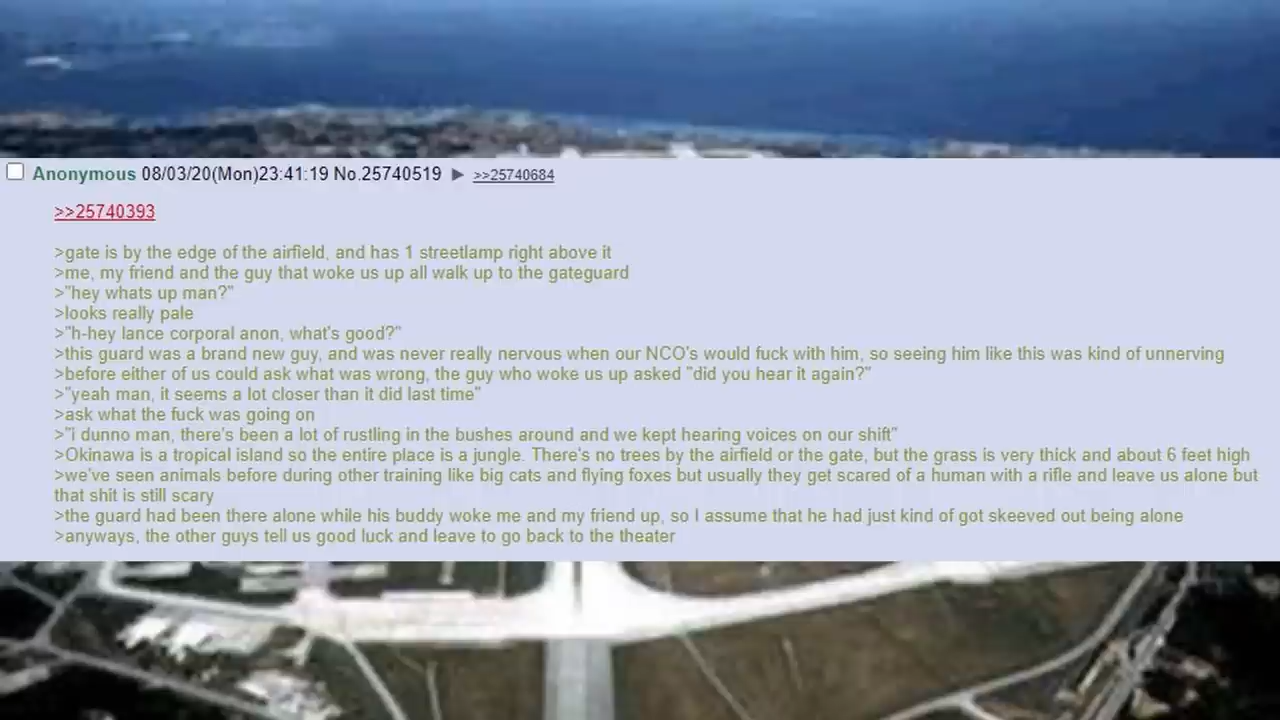 Anonymous 08/03/20(Mon)23:41:19 No.25740519 ▶ >>25740684
>>25740393
>gate is by the edge of the airfield, and has 1 streetlamp right above it
>me, my friend and the guy that woke us up all walk up to the gateguard
>"hey whats up man?"
>looks really pale
>"h-hey lance corporal anon, what's good?"
>this guard was a brand new guy, and was never really nervous when our NCO's would fuck with him, so seeing him like this was kind of unnerving
>before either of us could ask what was wrong, the guy who woke us up asked "did you hear it again?"
>"yeah man, it seems a lot closer than it did last time"
>ask what the fuck was going on
>"i dunno man, there's been a lot of rustling in the bushes around and we kept hearing voices on our shift"
>Okinawa is a tropical island so the entire place is a jungle. There's no trees by the airfield or the gate, but the grass is very thick and about 6 feet high
>we've seen animals before during other training like big cats and flying foxes but usually they get scared of a human with a rifle and leave us alone but
that shit is still scary
>the guard had been there alone while his buddy woke me and my friend up, so I assume that he had just kind of got skeeved out being alone
>anyways, the other guys tell us good luck and leave to go back to the theater